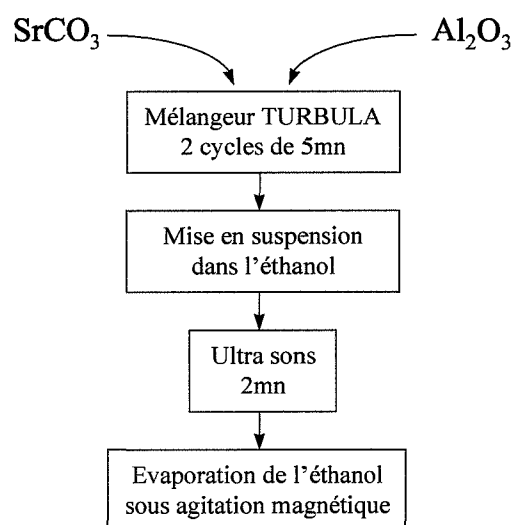 SrCO₃
Al₂O₃
Mélangeur TURBULA
2 cycles de 5mn
Mise en suspension
dans l'éthanol
Ultra sons
2mn
Evaporation de l'éthanol
sous agitation magnétique